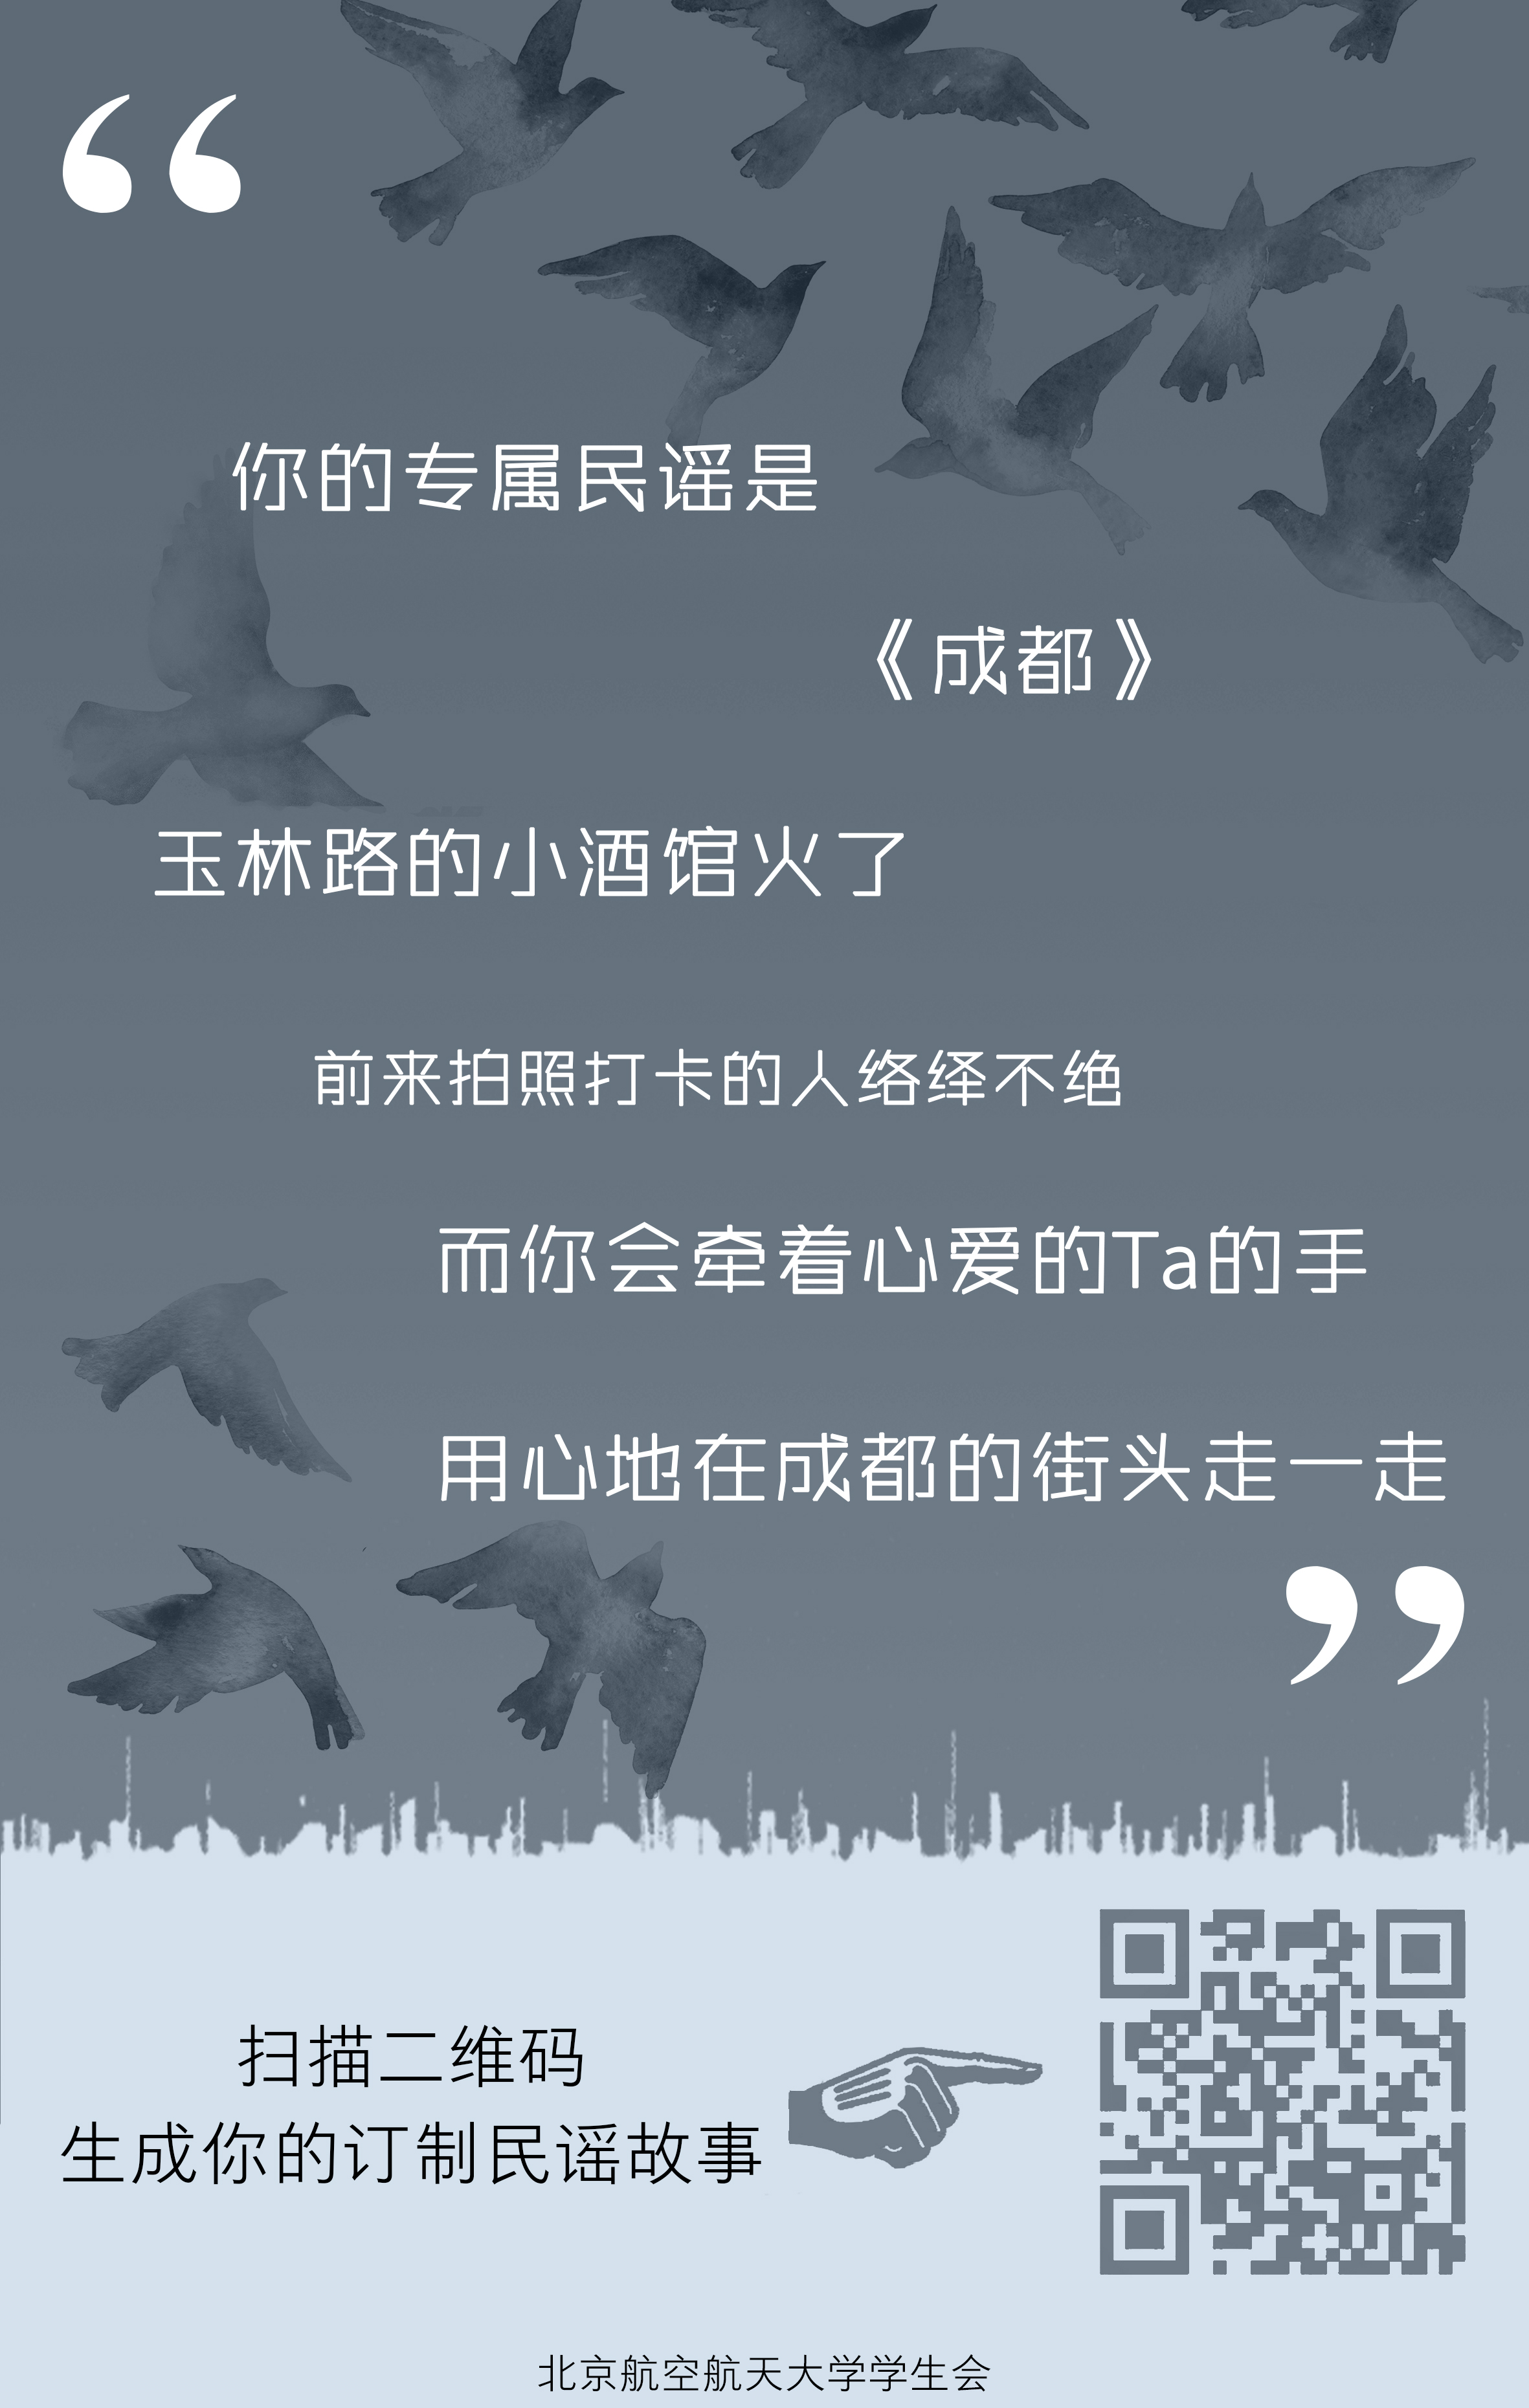 “
你的专属民谣是
《成都》
玉林路的小酒馆火了
前来拍照打卡的人络绎不绝
而你会牵着心爱的Ta的手
用心地在成都的街头走一走
”
扫描二维码
生成你的订制民谣故事
北京航空航天大学学生会